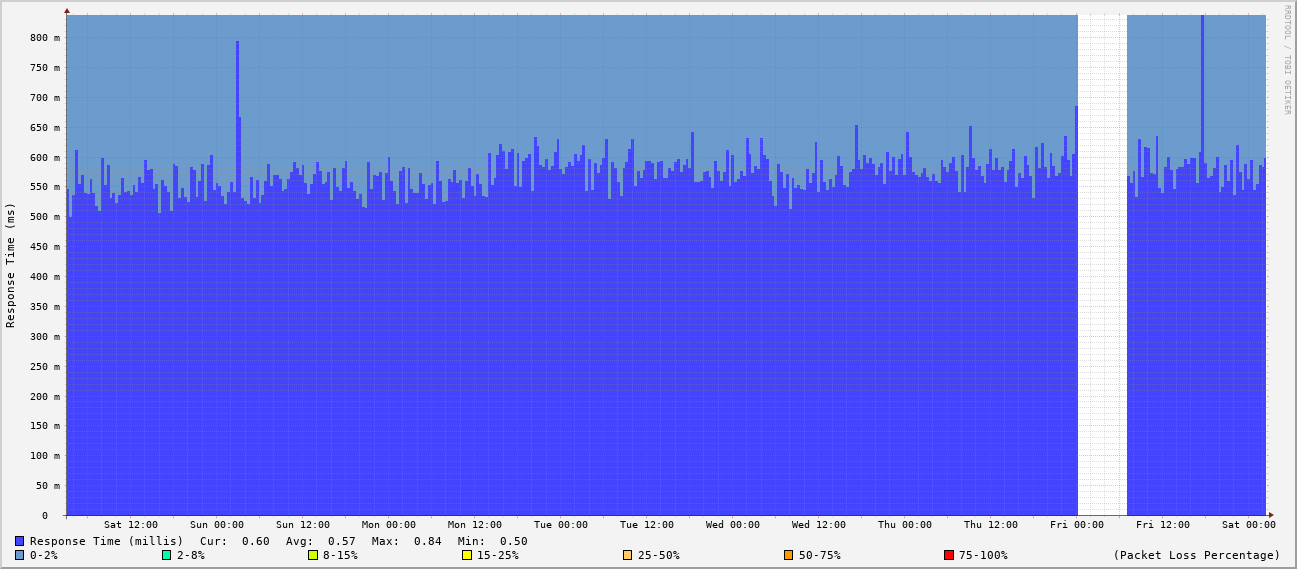 RRDTOOL / TOBI OETIKER
Response Time (ms)
800 m
750 m
700 m
650 m
600 m
550 m
500 m
450 m
400 m
350 m
300 m
250 m
200 m
150 m
100 m
50 m
0
Sat 12:00 Sun 00:00 Sun 12:00 Mon 00:00 Mon 12:00 Tue 00:00 Tue 12:00 Wed 00:00 Wed 12:00 Thu 00:00 Thu 12:00 Fri 00:00 Fri 12:00 Sat 00:00
Response Time (millis) Cur: 0.60 Avg: 0.57 Max: 0.84 Min: 0.50
0-2% 2-8% 8-15% 15-25% 25-50% 50-75% 75-100% (Packet Loss Percentage)